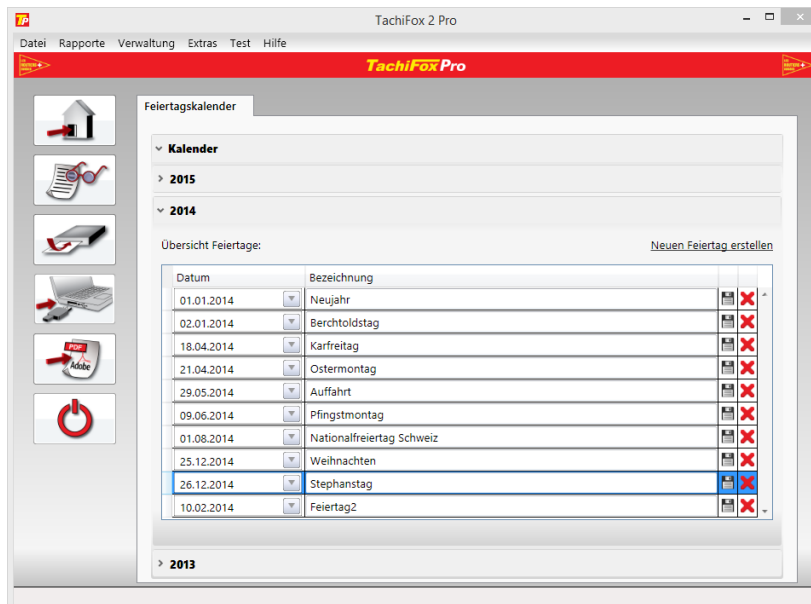 TP TachiFox 2 Pro
Datei Rapporte Verwaltung Extras Test Hilfe
TachiFox Pro
Feiertagskalender
Kalender
2015
2014
Übersicht Feiertage: Neuen Feiertag erstellen
Datum Bezeichnung
01.01.2014 Neujahr
02.01.2014 Berchtoldstag
18.04.2014 Karfreitag
21.04.2014 Ostermontag
29.05.2014 Auffahrt
09.06.2014 Pfingstmontag
01.08.2014 Nationalfreiertag Schweiz
25.12.2014 Weihnachten
26.12.2014 Stephanstag
10.02.2014 Feiertag2
2013
PDF
Adobe